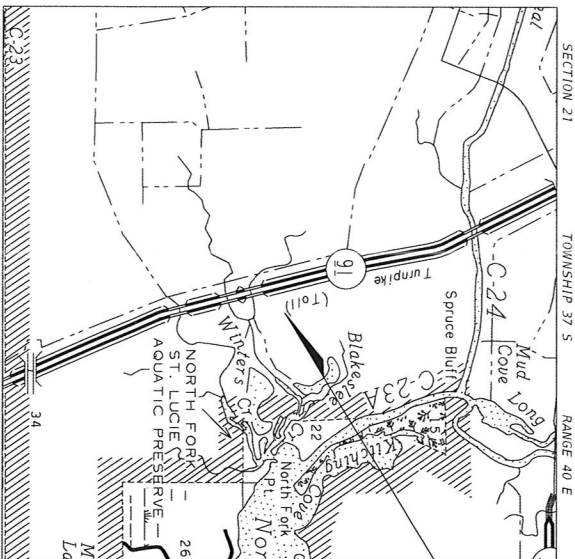 SECTION 21
TOWNSHIP 37 S
RANGE 40 E
C-23
C-24
Mud
Cove
Long
Spruce Bluff
91
Turnpike
(Toll)
Blakeslee
C-23A
Winters Cr
Kitching
Cove
22
5
North Fork
Pt.
NORTH FORK
ST. LUCIE
AQUATIC PRESERVE
26
34